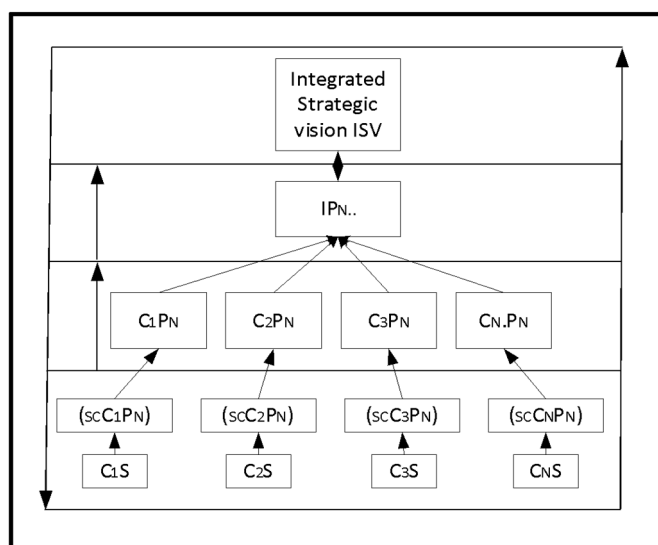 Integrated
Strategic
vision ISV
IPN..
C1PN
C2PN
C3PN
CN.PN
(SCC1PN)
(SCC2PN)
(SCC3PN)
(SCCNPN)
C1S
C2S
C3S
CNS